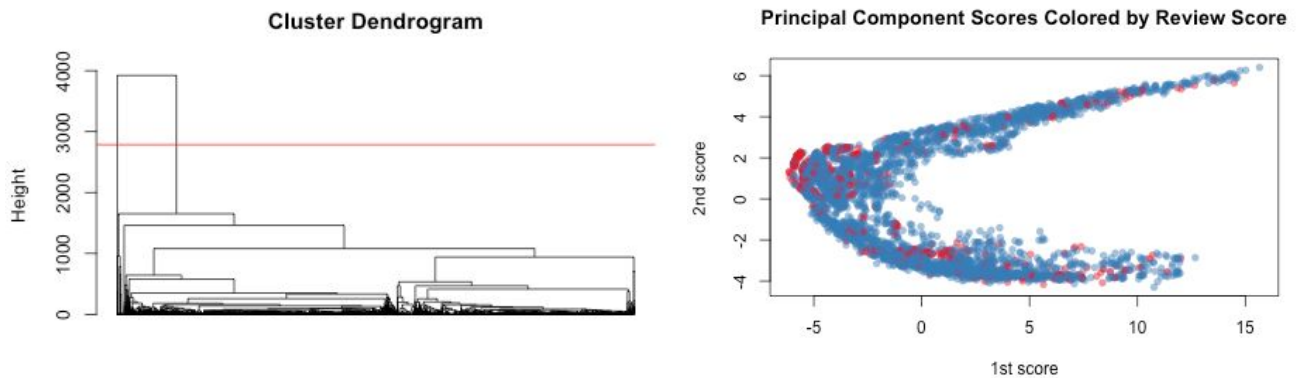 Cluster Dendrogram
Height
4000
3000
2000
1000
0
Principal Component Scores Colored by Review Score
2nd score
6
4
2
0
-2
-4
-5 0 5 10 15
1st score